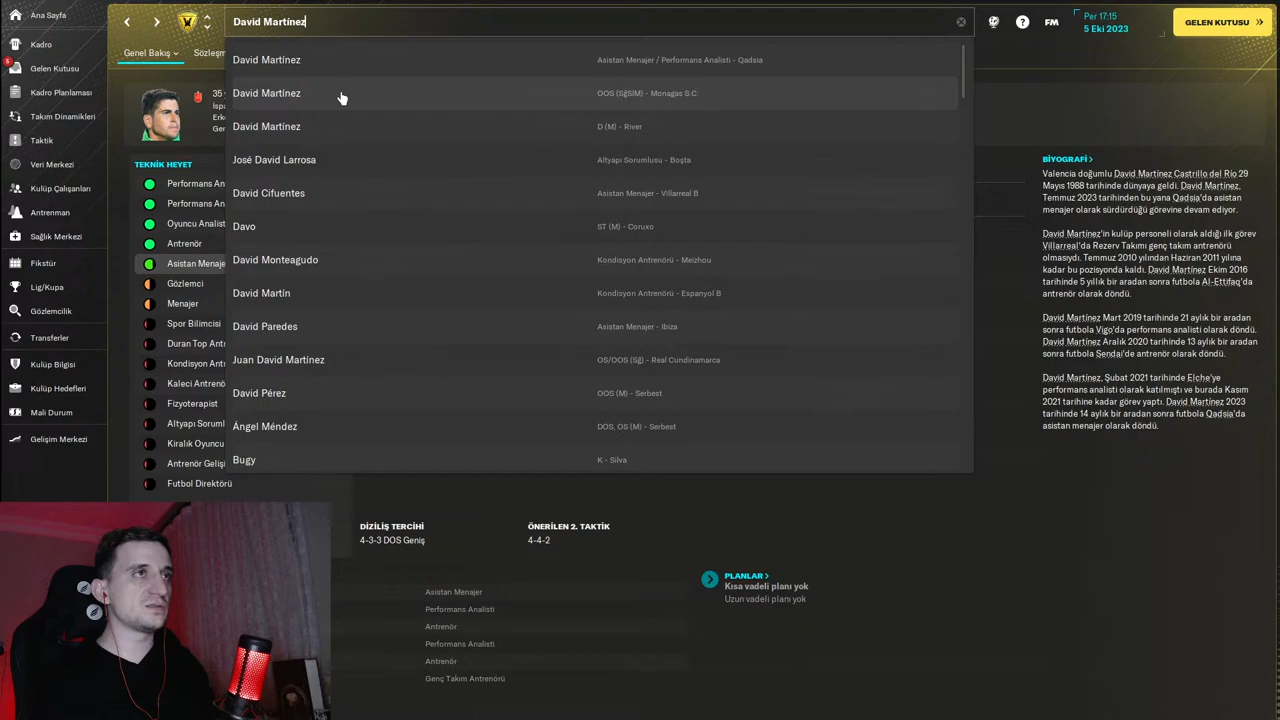 Ana Sayfa
David Martínez
FM
Per 17:15
5 Eki 2023
GELEN KUTUSU
Kadro
5
Gelen Kutusu
Kadro Planlaması
Takım Dinamikleri
Taktik
Veri Merkezi
Kulüp Çalışanları
Antrenman
Sağlık Merkezi
Fikstür
Lig/Kupa
Gözlemcilik
Transferler
Kulüp Bilgisi
Kulüp Hedefleri
Mali Durum
Gelişim Merkezi
Genel Bakış
Sözleşm
35 y
İspa
Erke
Gen
TEKNİK HEYET
Performans An
Performans An
Oyuncu Analist
Antrenör
Asistan Menaje
Gözlemci
Menajer
Spor Bilimcisi
Duran Top Ant
Kondisyon Ant
Kaleci Antrenö
Fizyoterapist
Altyapı Soruml
Kiralık Oyuncu
Antrenör Geliş
Futbol Direktörü
David Martínez Asistan Menajer / Performans Analisti - Qadsia
David Martínez OOS (SğSlM) - Monagas S.C.
David Martínez D (M) - River
José David Larrosa Altyapı Sorumlusu - Boşta
David Cifuentes Asistan Menajer - Villarreal B
Davo ST (M) - Coruxo
David Monteagudo Kondisyon Antrenörü - Meizhou
David Martín Kondisyon Antrenörü - Espanyol B
David Paredes Asistan Menajer - Ibiza
Juan David Martínez OS/OOS (Sğ) - Real Cundinamarca
David Pérez OOS (M) - Serbest
Ángel Méndez DOS, OS (M) - Serbest
Bugy K - Silva
DİZİLİŞ TERCİHİ
4-3-3 DOS Geniş
ÖNERİLEN 2. TAKTİK
4-4-2
Asistan Menajer
Performans Analisti
Antrenör
Performans Analisti
Antrenör
Genç Takım Antrenörü
PLANLAR
Kısa vadeli planı yok
Uzun vadeli planı yok
BİYOGRAFİ
Valencia doğumlu David Martínez Castrillo del Río 29
Mayıs 1988 tarihinde dünyaya geldi. David Martínez,
Temmuz 2023 tarihinden bu yana Qadsia'da asistan
menajer olarak sürdürdüğü görevine devam ediyor.
David Martínez'in kulüp personeli olarak aldığı ilk görev
Villarreal'da Rezerv Takımı genç takım antrenörü
olmasıydı. Temmuz 2010 yılından Haziran 2011 yılına
kadar bu pozisyonda kaldı. David Martínez Ekim 2016
tarihinde 5 yıllık bir aradan sonra futbola Al-Ettifaq'da
antrenör olarak döndü.
David Martínez Mart 2019 tarihinde 21 aylık bir aradan
sonra futbola Vigo'da performans analisti olarak döndü.
David Martínez Aralık 2020 tarihinde 13 aylık bir aradan
sonra futbola Sendai'de antrenör olarak döndü.
David Martínez, Şubat 2021 tarihinde Elche'ye
performans analisti olarak katılmıştı ve burada Kasım
2021 tarihine kadar görev yaptı. David Martínez 2023
tarihinde 14 aylık bir aradan sonra futbola Qadsia'da
asistan menajer olarak döndü.